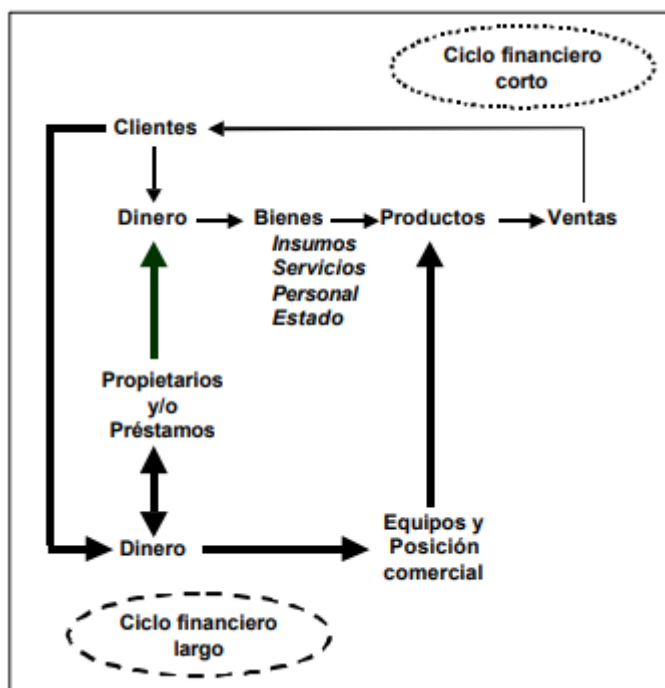 Ciclo financiero
corto
Clientes
Dinero
Bienes
Productos
Ventas
Insumos
Servicios
Personal
Estado
Propietarios
y/o
Préstamos
Dinero
Equipos y
Posición
comercial
Ciclo financiero
largo